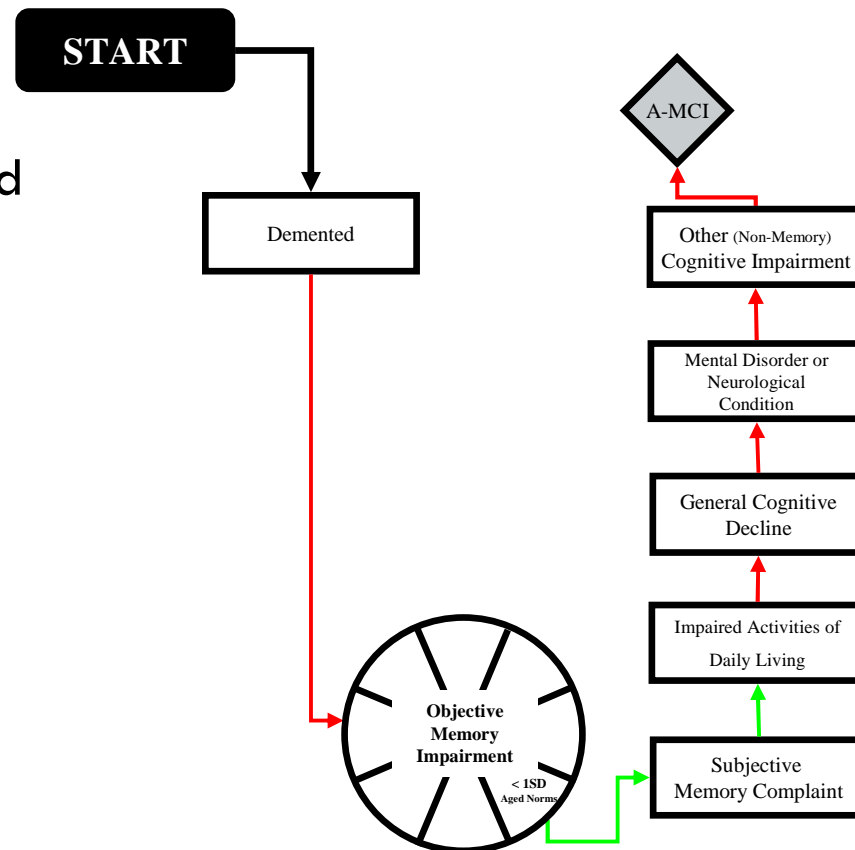 START
d
Demented
A-MCI
Other (Non-Memory)
Cognitive Impairment
Mental Disorder or
Neurological
Condition
General Cognitive
Decline
Impaired Activities of
Daily Living
Subjective
Memory Complaint
Objective
Memory
Impairment
< 1SD
Aged Norms